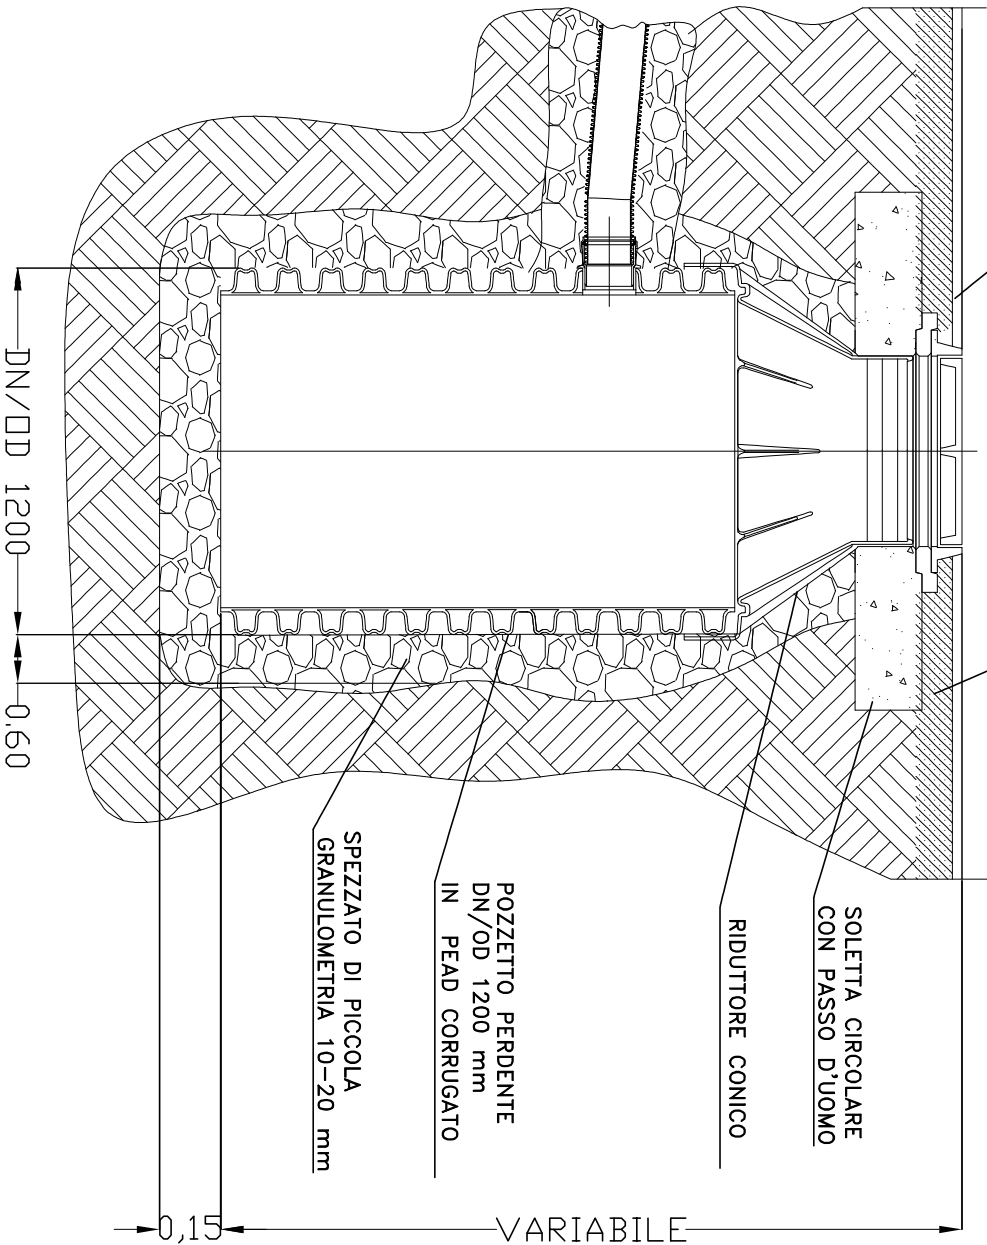 SOLETTA CIRCOLARE
CON PASSO D'UOMO
RIDUTTORE CONICO
POZZETTO PERDENTE
DN/OD 1200 mm
IN PEAD CORRUGATO
SPEZZATO DI PICCOLA
GRANULOMETRIA 10-20 mm
DN/OD 1200
0.60
0,15
VARIABILE